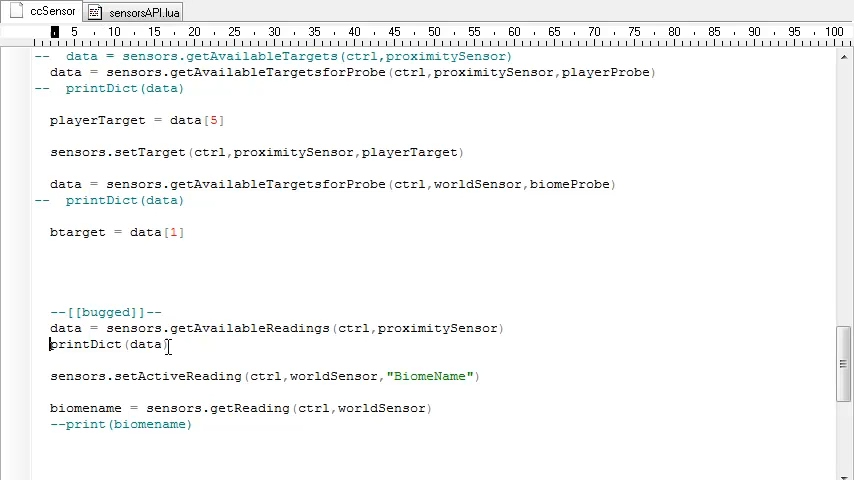 ccSensor sensorsAPI.lua
5 10 15 20 25 30 35 40 45 50 55 60 65 70 75 80 85 90 95 100
--  data = sensors.getAvailableTargets(ctrl,proximitySensor)
data = sensors.getAvailableTargetsforProbe(ctrl,proximitySensor,playerProbe)
--  printDict(data)
playerTarget = data[5]
sensors.setTarget(ctrl,proximitySensor,playerTarget)
data = sensors.getAvailableTargetsforProbe(ctrl,worldSensor,biomeProbe)
--  printDict(data)
btarget = data[1]
--[[bugged]]--
data = sensors.getAvailableReadings(ctrl,proximitySensor)
printDict(data)
sensors.setActiveReading(ctrl,worldSensor,"BiomeName")
biomename = sensors.getReading(ctrl,worldSensor)
--print(biomename)